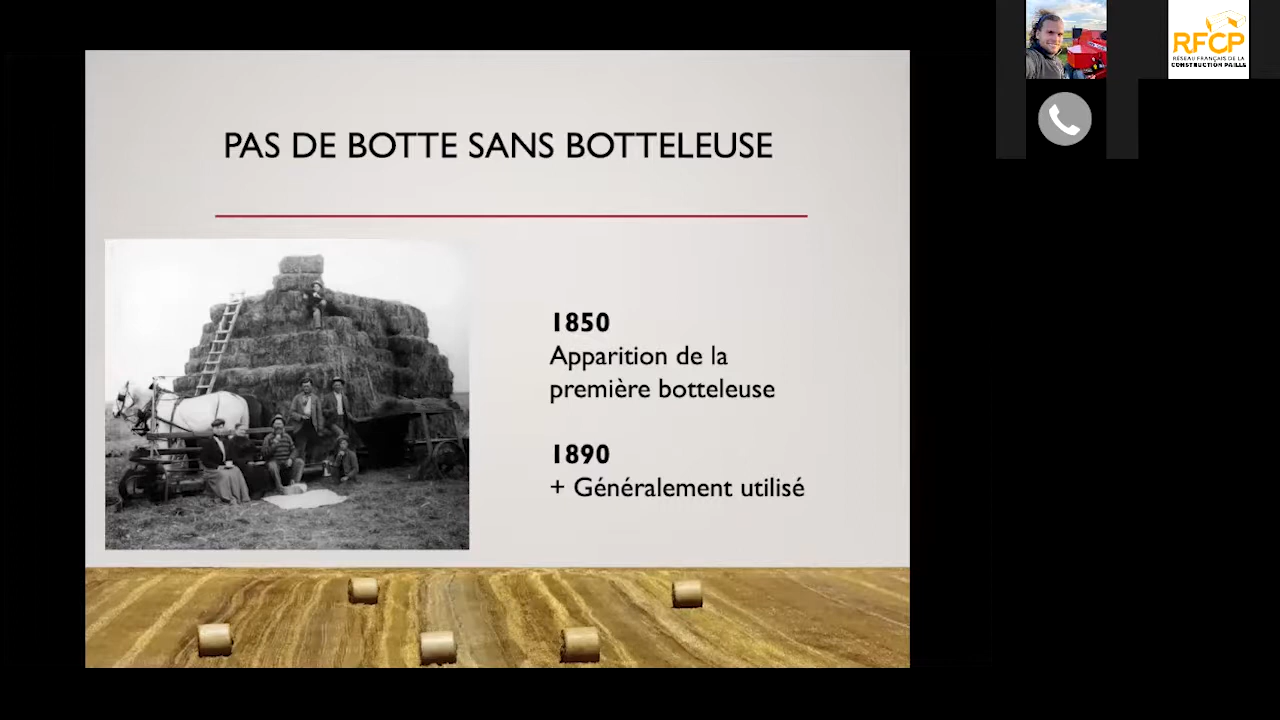 PAS DE BOTTE SANS BOTTELEUSE
1850
Apparition de la
première botteleuse
1890
+ Généralement utilisé
RFCP
RÉSEAU FRANÇAIS DE LA
CONSTRUCTION PAILLE